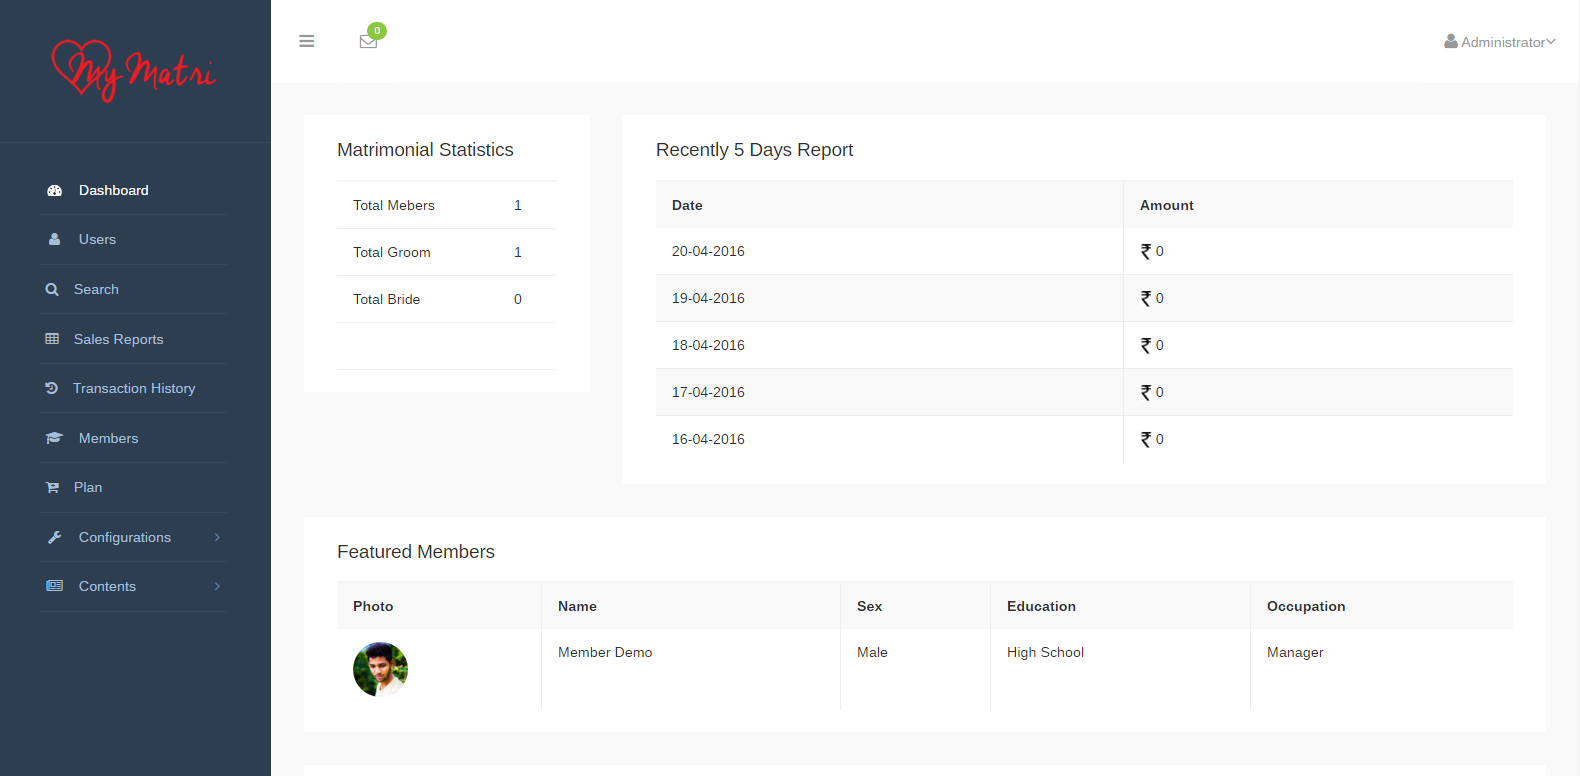 My Matri
0
Administrator
Dashboard
Users
Search
Sales Reports
Transaction History
Members
Plan
Configurations
Contents
Matrimonial Statistics
Total Mebers 1
Total Groom 1
Total Bride 0
Recently 5 Days Report
Date Amount
20-04-2016 ₹ 0
19-04-2016 ₹ 0
18-04-2016 ₹ 0
17-04-2016 ₹ 0
16-04-2016 ₹ 0
Featured Members
Photo Name Sex Education Occupation
Member Demo Male High School Manager